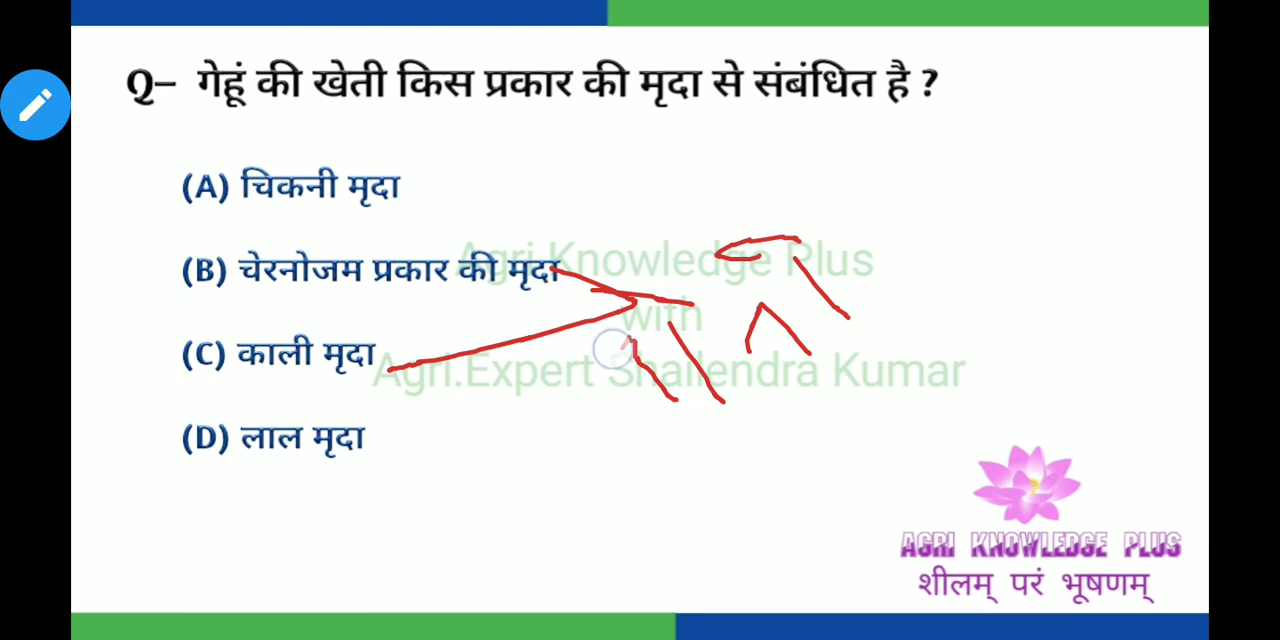 Q– गेहूं की खेती किस प्रकार की मृदा से संबंधित है ?
(A) चिकनी मृदा
(B) चेरनोजम प्रकार की मृदा
(C) काली मृदा
(D) लाल मृदा
Agri Knowledge Plus
with
Agri.Expert Shailendra Kumar
AGRI KNOWLEDGE PLUS
शीलम् परं भूषणम्